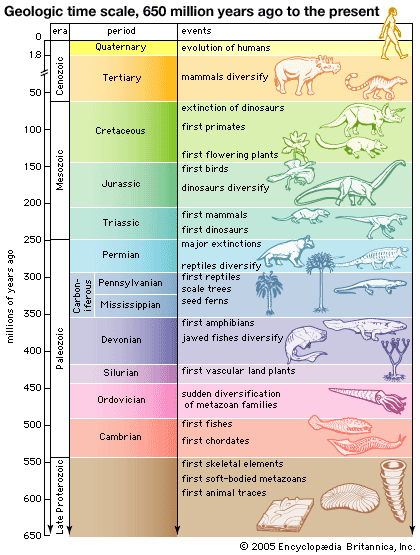 Geologic time scale, 650 million years ago to the present
era period events
0
Quaternary evolution of humans
1.8
Cenozoic
Tertiary mammals diversify
50
extinction of dinosaurs
Cretaceous first primates
100
first flowering plants
150
Mesozoic
first birds
Jurassic dinosaurs diversify
200
first mammals
Triassic first dinosaurs
250
major extinctions
Permian
reptiles diversify
millions of years ago
Carbon-
iferous
first reptiles
Pennsylvanian scale trees
300
Mississippian seed ferns
350
Paleozoic
first amphibians
Devonian jawed fishes diversify
400
Silurian first vascular land plants
450
Ordovician sudden diversification
of metazoan families
500
first fishes
Cambrian first chordates
550
Late Proterozoic
first skeletal elements
first soft-bodied metazoans
600
first animal traces
650
© 2005 Encyclopædia Britannica, Inc.